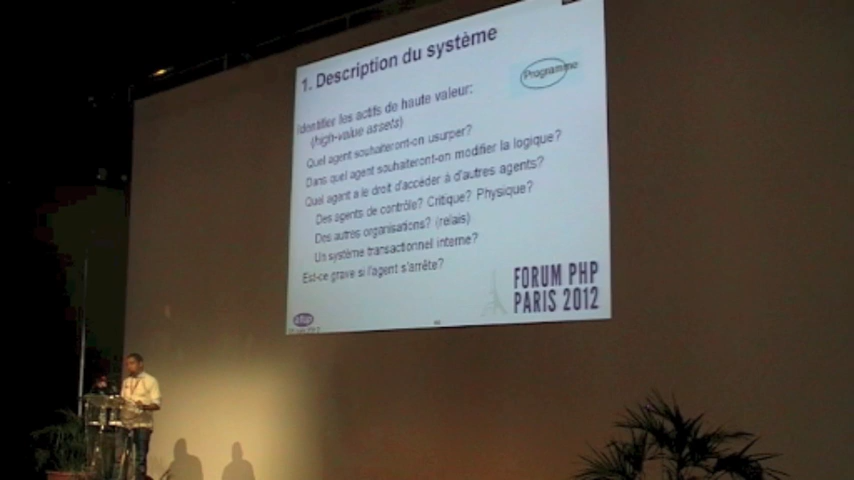 1. Description du système
Programme
Identifier les actifs de haute valeur:
(high-value assets)
Quel agent souhaiteront-on usurper?
Dans quel agent souhaiteront-on modifier la logique?
Quel agent a le droit d'accéder à d'autres agents?
Des agents de contrôle? Critique? Physique?
Des autres organisations? (relais)
Un système transactionnel interne?
Est-ce grave si l'agent s'arrête?
FORUM PHP
PARIS 2012